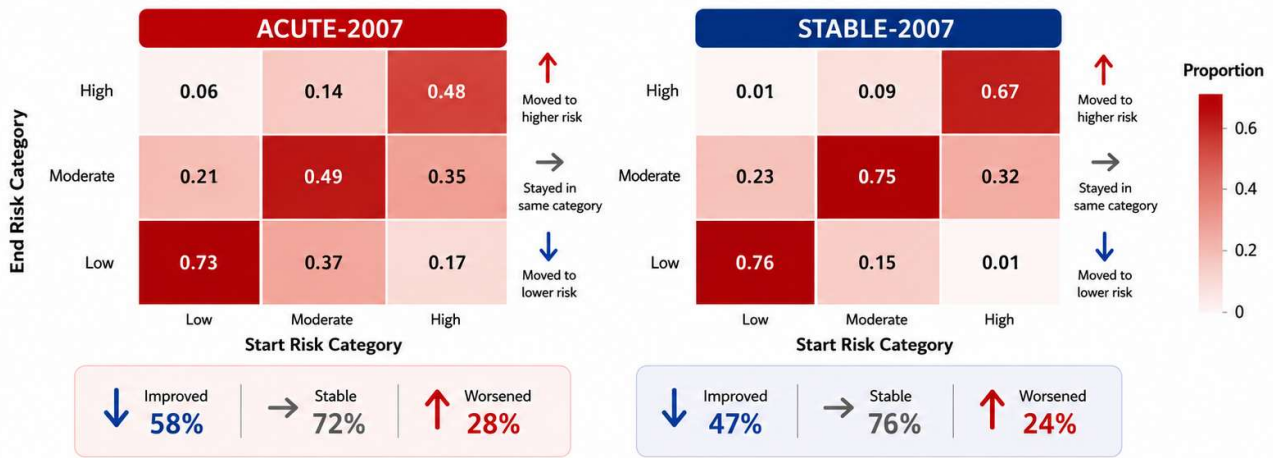 ACUTE-2007
End Risk Category
High
0.06 0.14 0.48
Moderate
0.21 0.49 0.35
Low
0.73 0.37 0.17
Low Moderate High
Start Risk Category
Moved to
higher risk
Stayed in
same category
Moved to
lower risk
Improved
58%
Stable
72%
Worsened
28%
STABLE-2007
High
0.01 0.09 0.67
Moderate
0.23 0.75 0.32
Low
0.76 0.15 0.01
Low Moderate High
Start Risk Category
Moved to
higher risk
Stayed in
same category
Moved to
lower risk
Improved
47%
Stable
76%
Worsened
24%
Proportion
0.6
0.4
0.2
0